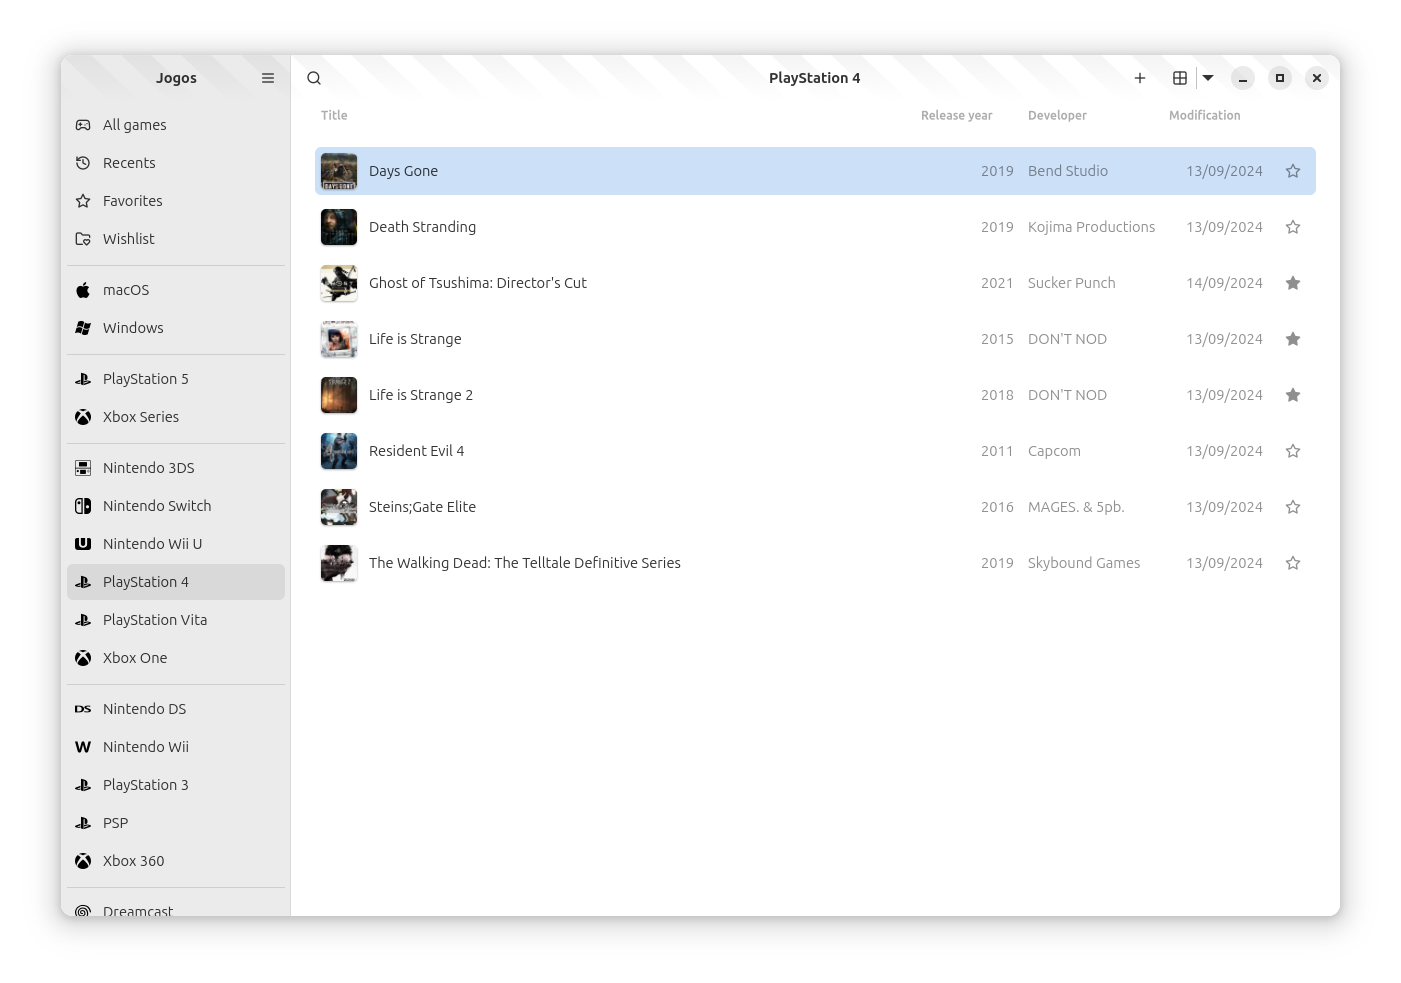 Jogos
PlayStation 4
All games
Recents
Favorites
Wishlist
macOS
Windows
PlayStation 5
Xbox Series
Nintendo 3DS
Nintendo Switch
Nintendo Wii U
PlayStation 4
PlayStation Vita
Xbox One
Nintendo DS
Nintendo Wii
PlayStation 3
PSP
Xbox 360
Dreamcast
Title Release year Developer Modification
Days Gone 2019 Bend Studio 13/09/2024
Death Stranding 2019 Kojima Productions 13/09/2024
Ghost of Tsushima: Director's Cut 2021 Sucker Punch 14/09/2024
Life is Strange 2015 DON'T NOD 13/09/2024
Life is Strange 2 2018 DON'T NOD 13/09/2024
Resident Evil 4 2011 Capcom 13/09/2024
Steins;Gate Elite 2016 MAGES. & 5pb. 13/09/2024
The Walking Dead: The Telltale Definitive Series 2019 Skybound Games 13/09/2024